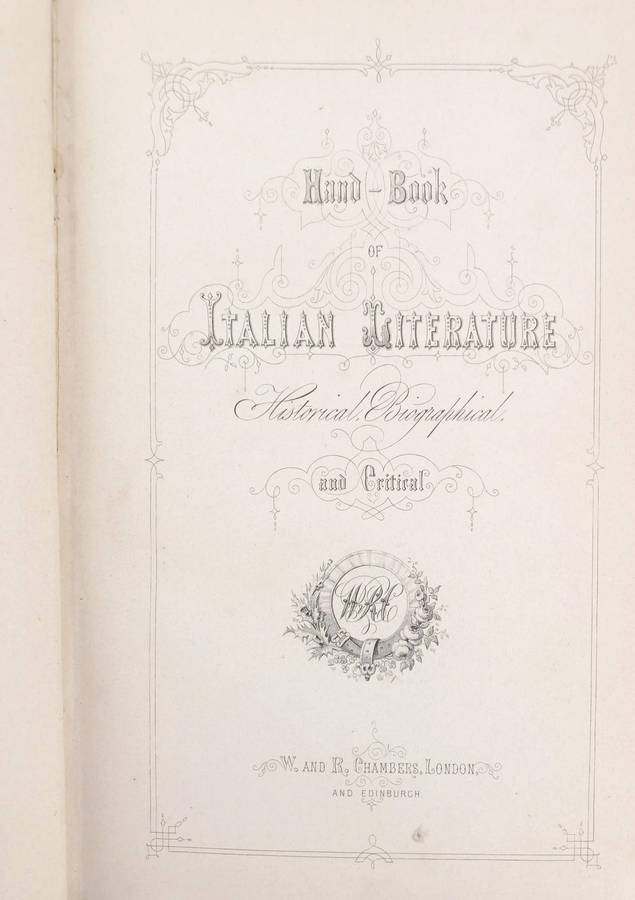 Hand-Book
OF
ITALIAN LITERATURE
Historical, Biographical,
and Critical
W. AND R. CHAMBERS, LONDON,
AND EDINBURGH.